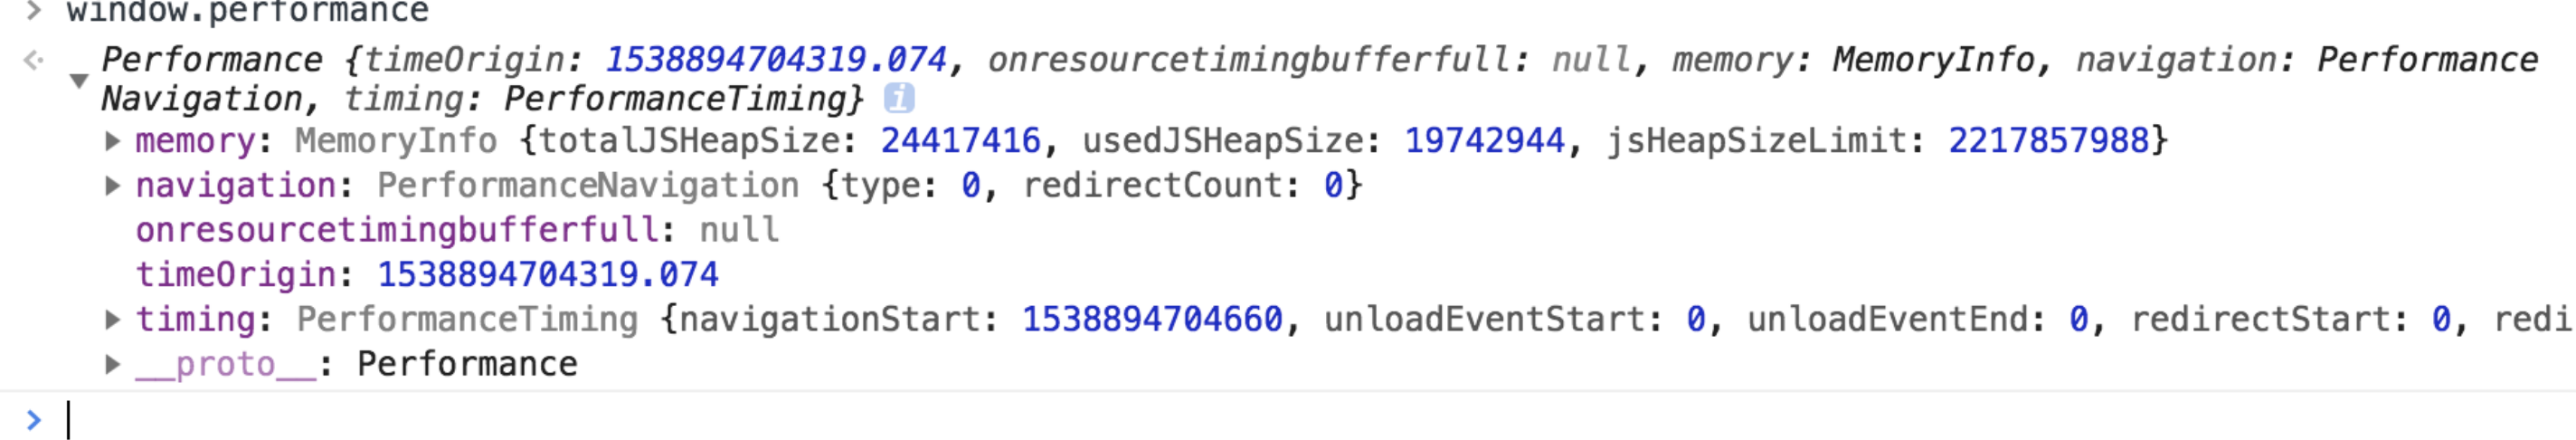 > window.performance
Performance {timeOrigin: 1538894704319.074, onresourcetimingbufferfull: null, memory: MemoryInfo, navigation: Performance
Navigation, timing: PerformanceTiming} i
memory: MemoryInfo {totalJSHeapSize: 24417416, usedJSHeapSize: 19742944, jsHeapSizeLimit: 2217857988}
navigation: PerformanceNavigation {type: 0, redirectCount: 0}
onresourcetimingbufferfull: null
timeOrigin: 1538894704319.074
timing: PerformanceTiming {navigationStart: 1538894704660, unloadEventStart: 0, unloadEventEnd: 0, redirectStart: 0, redi
__proto__: Performance
>